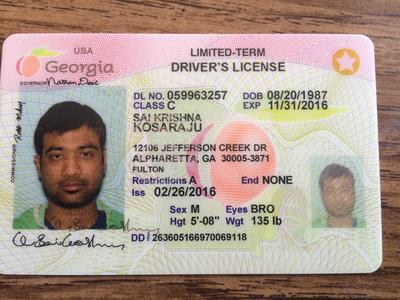 USA
Georgia
GOVERNOR Nathan Deal
COMMISSIONER
LIMITED-TERM
DRIVER'S LICENSE
DL NO. 059963257 DOB 08/20/1987
CLASS C EXP 11/31/2016
SAI KRISHNA
KOSARAJU
12106 JEFFERSON CREEK DR
ALPHARETTA, GA 30005-3871
FULTON
Restrictions A End NONE
Iss 02/26/2016
Sex M Eyes BRO
Hgt 5'-08" Wgt 135 lb
DD 263605166970069118